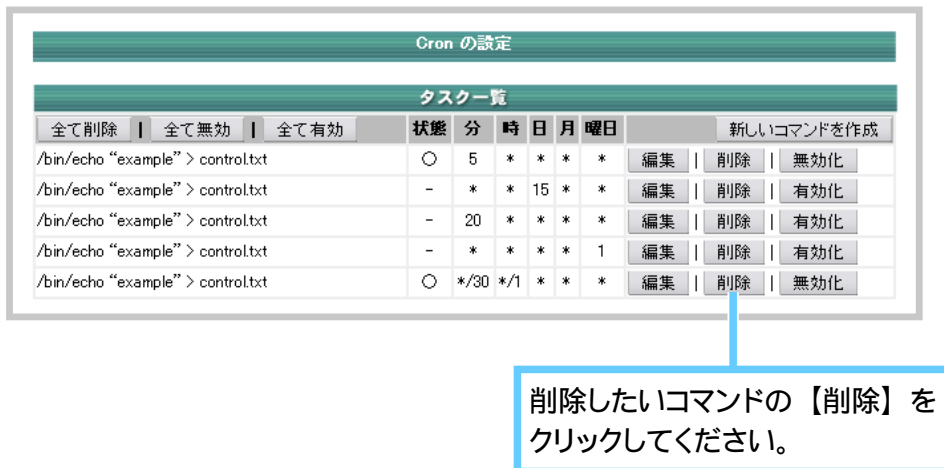 Cron の設定
タスク一覧
全て削除 | 全て無効 | 全て有効 状態 分 時 日 月 曜日 新しいコマンドを作成
/bin/echo “example” > control.txt ○ 5 * * * * 編集 | 削除 | 無効化
/bin/echo “example” > control.txt - * * 15 * * 編集 | 削除 | 有効化
/bin/echo “example” > control.txt - 20 * * * * 編集 | 削除 | 有効化
/bin/echo “example” > control.txt - * * * * 1 編集 | 削除 | 有効化
/bin/echo “example” > control.txt ○ */30 */1 * * * 編集 | 削除 | 無効化
削除したいコマンドの【削除】を
クリックしてください。